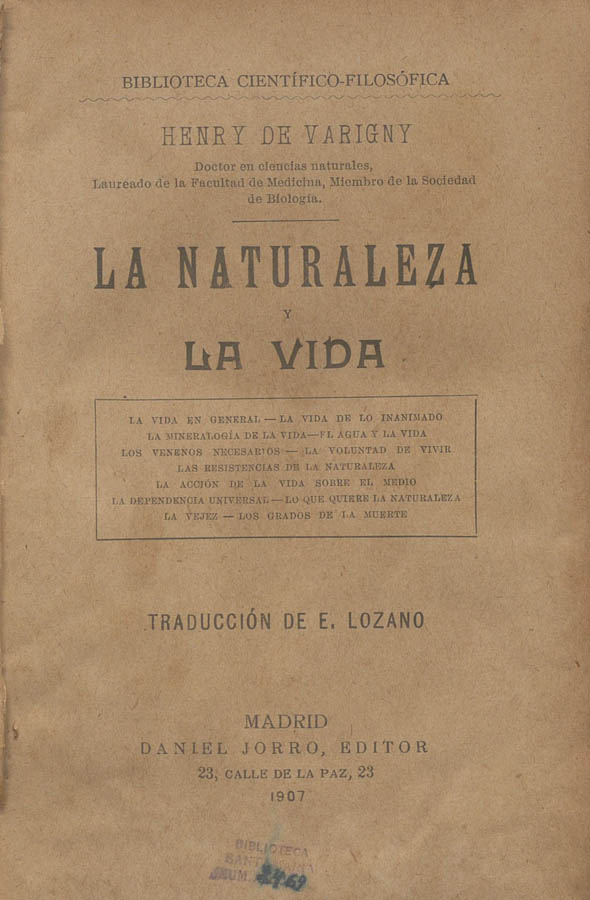 BIBLIOTECA CIENTÍFICO-FILOSÓFICA
HENRY DE VARIGNY
Doctor en ciencias naturales,
Laureado de la Facultad de Medicina, Miembro de la Sociedad
de Biología.
LA NATURALEZA
Y
LA VIDA
LA VIDA EN GENERAL — LA VIDA DE LO INANIMADO
LA MINERALOGÍA DE LA VIDA — EL AGUA Y LA VIDA
LOS VENENOS NECESARIOS — LA VOLUNTAD DE VIVIR
LAS RESISTENCIAS DE LA NATURALEZA
LA ACCIÓN DE LA VIDA SOBRE EL MEDIO
LA DEPENDENCIA UNIVERSAL — LO QUE QUIERE LA NATURALEZA
LA VEJEZ — LOS GRADOS DE LA MUERTE
TRADUCCIÓN DE E. LOZANO
MADRID
DANIEL JORRO, EDITOR
23, CALLE DE LA PAZ, 23
1907
BIBLIOTECA
NUM.